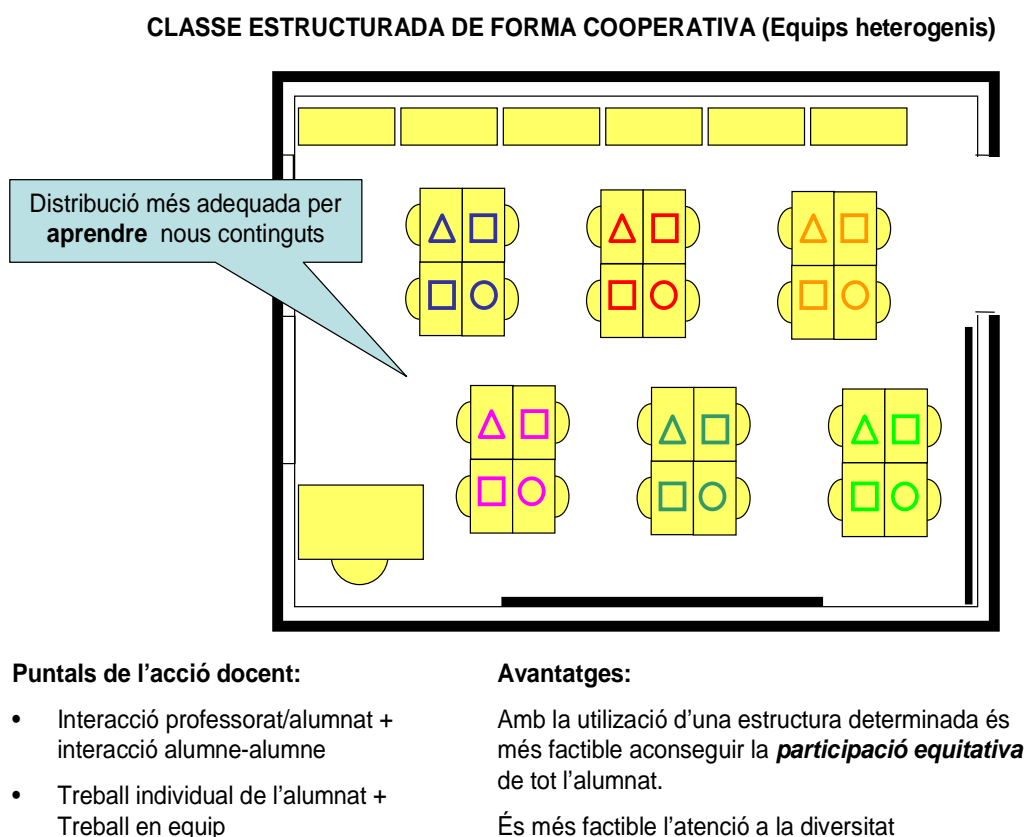 CLASSE ESTRUCTURADA DE FORMA COOPERATIVA (Equips heterogenis)
Distribució més adequada per
aprendre nous continguts
Puntals de l’acció docent:
• Interacció professorat/alumnat +
interacció alumne-alumne
• Treball individual de l’alumnat +
Treball en equip
Avantatges:
Amb la utilització d’una estructura determinada és
més factible aconseguir la participació equitativa
de tot l’alumnat.
És més factible l’atenció a la diversitat